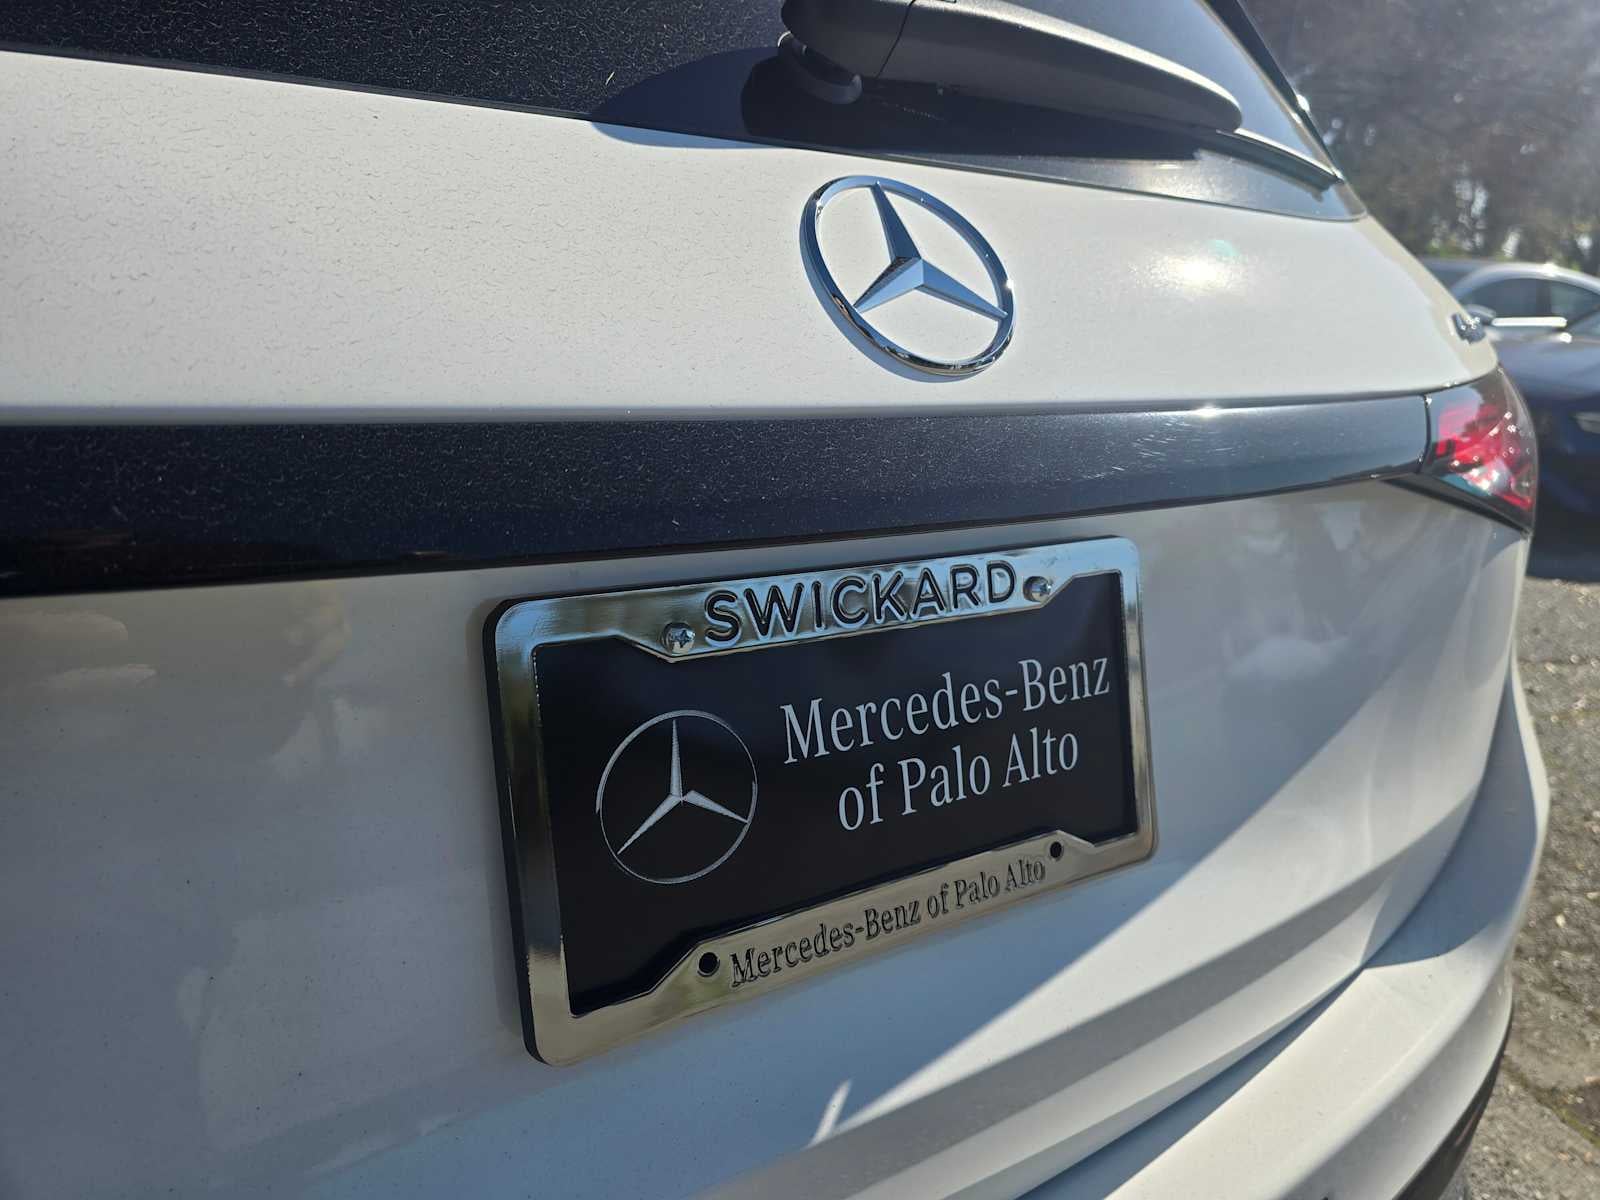 SWICKARD
Mercedes-Benz
of Palo Alto
Mercedes-Benz of Palo Alto